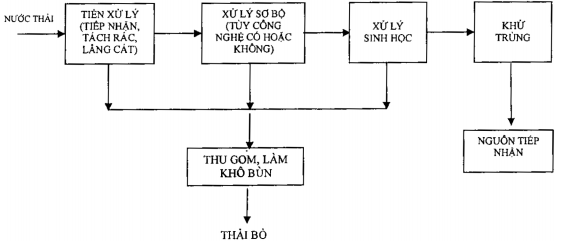 NƯỚC THẢI
TIỀN XỬ LÝ
(TIẾP NHẬN,
TÁCH RÁC,
LẮNG CÁT)
XỬ LÝ SƠ BỘ
(TÙY CÔNG
NGHỆ CÓ HOẶC
KHÔNG)
XỬ LÝ
SINH HỌC
KHỬ
TRÙNG
NGUỒN TIẾP
NHẬN
THU GOM, LÀM
KHÔ BÙN
THẢI BỎ